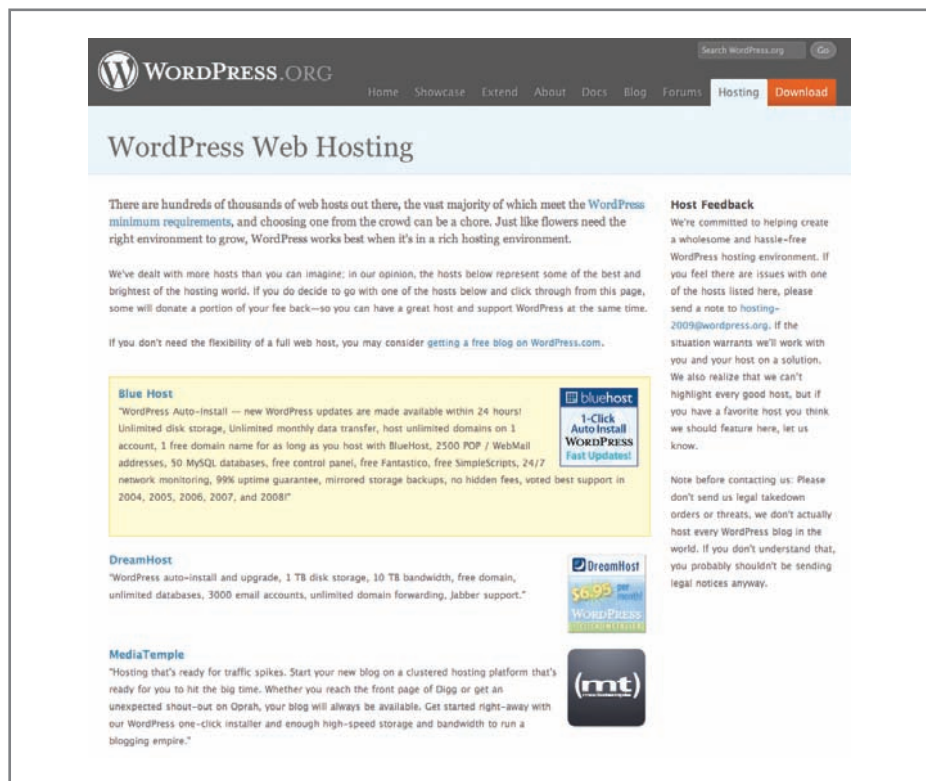 Search WordPress.org Go
WORDPRESS.ORG
Home Showcase Extend About Docs Blog Forums Hosting Download
WordPress Web Hosting
There are hundreds of thousands of web hosts out there, the vast majority of which meet the WordPress
minimum requirements, and choosing one from the crowd can be a chore. Just like flowers need the
right environment to grow, WordPress works best when it's in a rich hosting environment.
We've dealt with more hosts than you can imagine; in our opinion, the hosts below represent some of the best and
brightest of the hosting world. If you do decide to go with one of the hosts below and click through from this page,
some will donate a portion of your fee back—so you can have a great host and support WordPress at the same time.
If you don't need the flexibility of a full web host, you may consider getting a free blog on WordPress.com.
Blue Host
"WordPress Auto-Install — new WordPress updates are made available within 24 hours!
Unlimited disk storage, Unlimited monthly data transfer, host unlimited domains on 1
account, 1 free domain name for as long as you host with BlueHost, 2500 POP / WebMail
addresses, 50 MySQL databases, free control panel, free Fantastico, free SimpleScripts, 24/7
network monitoring, 99% uptime guarantee, mirrored storage backups, no hidden fees, voted best support in
2004, 2005, 2006, 2007, and 2008!"
bluehost
1-Click
Auto Install
WORDPRESS
Fast Updates!
DreamHost
"WordPress auto-install and upgrade, 1 TB disk storage, 10 TB bandwidth, free domain,
unlimited databases, 3000 email accounts, unlimited domain forwarding, Jabber support."
DreamHost
$6.95 per
month!
WORDPRESS
MediaTemple
"Hosting that's ready for traffic spikes. Start your new blog on a clustered hosting platform that's
ready for you to hit the big time. Whether you reach the front page of Digg or get an
unexpected shout-out on Oprah, your blog will always be available. Get started right-away with
our WordPress one-click installer and enough high-speed storage and bandwidth to run a
blogging empire."
(mt)
Host Feedback
We're committed to helping create
a wholesome and hassle-free
WordPress hosting environment. If
you feel there are issues with one
of the hosts listed here, please
send a note to hosting-
2009@wordpress.org. If the
situation warrants we'll work with
you and your host on a solution.
We also realize that we can't
highlight every good host, but if
you have a favorite host you think
we should feature here, let us
know.
Note before contacting us: Please
don't send us legal takedown
orders or threats, we don't actually
host every WordPress blog in the
world. If you don't understand that,
you probably shouldn't be sending
legal notices anyway.